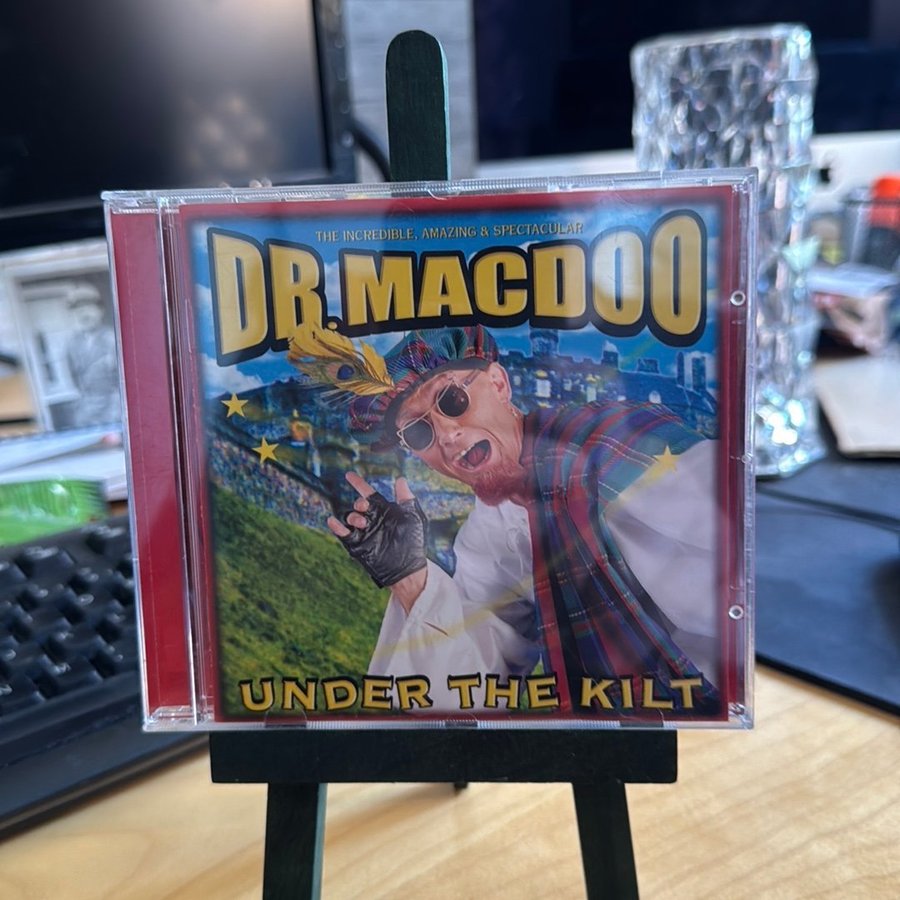 THE INCREDIBLE, AMAZING & SPECTACULAR
DR. MACDOO
UNDER THE KILT